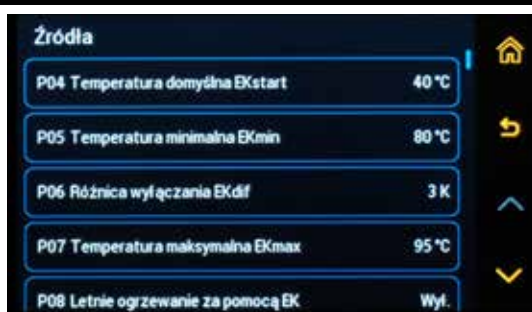 Źródła
P04 Temperatura domyślna EKstart 40 °C
P05 Temperatura minimalna EKmin 80 °C
P06 Różnica wyłączania EKdif 3 K
P07 Temperatura maksymalna EKmax 95 °C
P08 Letnie ogrzewanie za pomocą EK Wył.